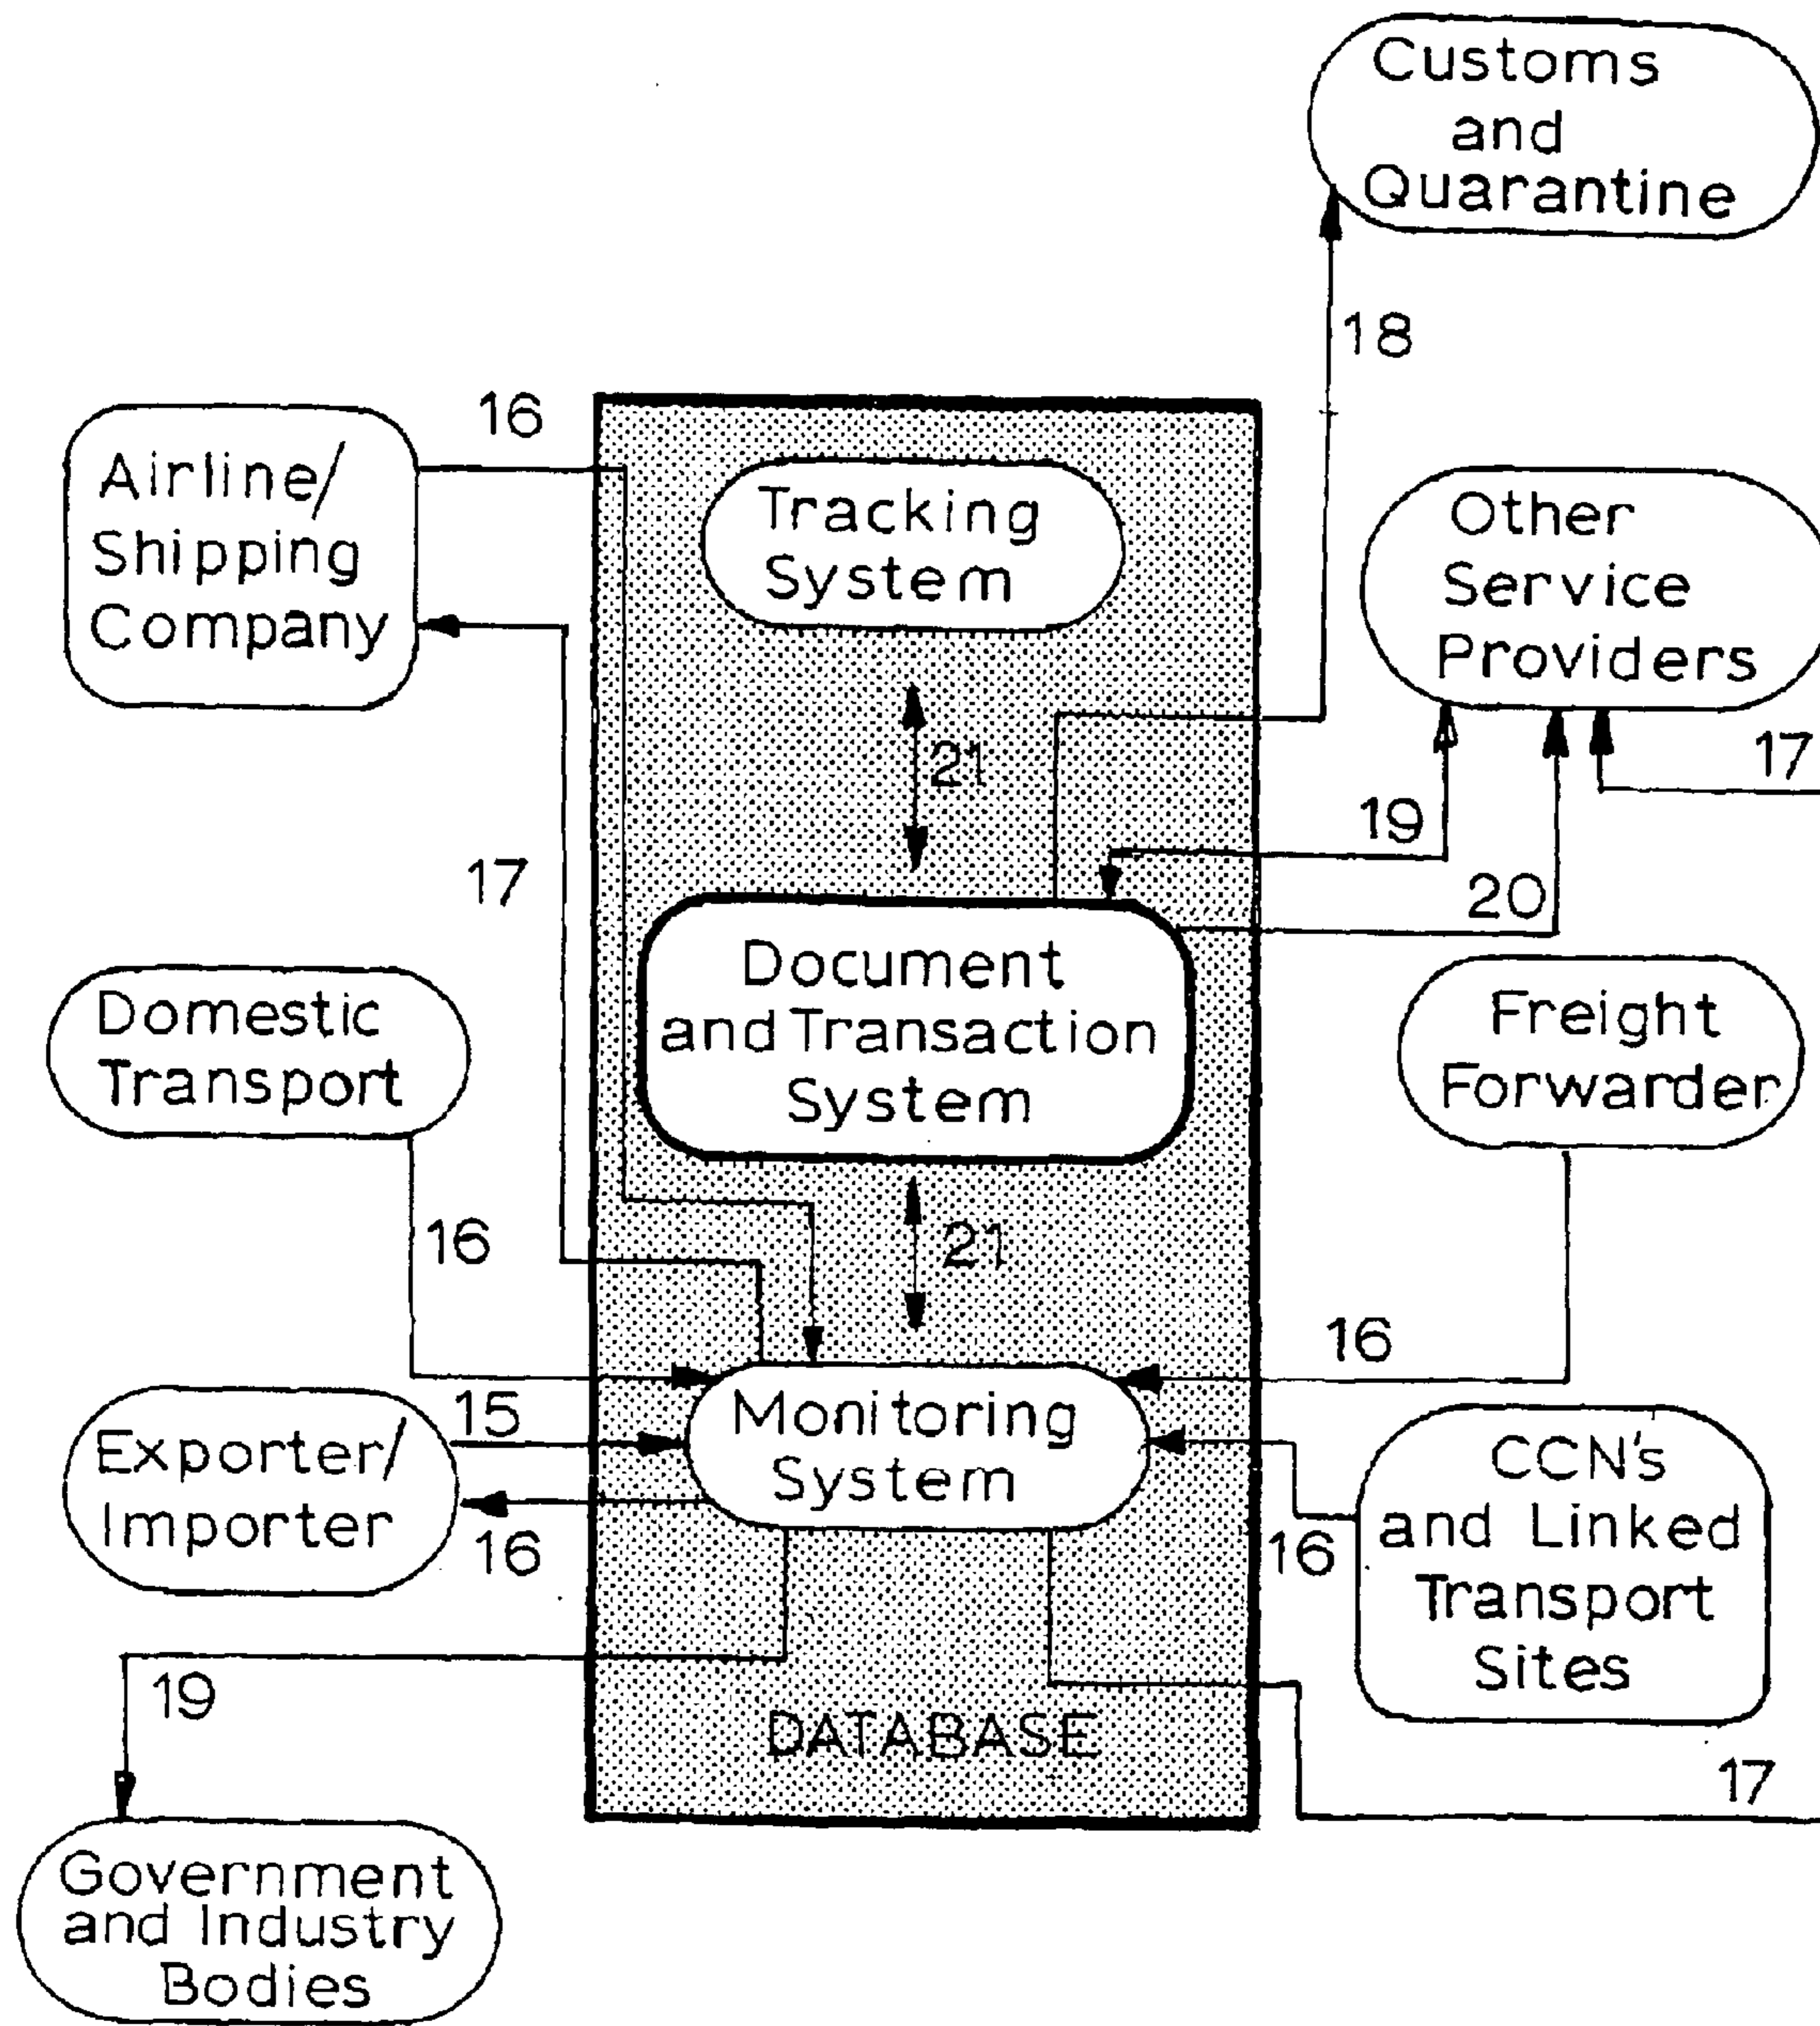 Customs
and
Quarantine
18
16
Airline/
Shipping
Company
Tracking
System
Other
Service
Providers
21
17
19
17
20
Document
and Transaction
System
Domestic
Transport
Freight
Forwarder
16
21
16
15
Monitoring
System
Exporter/
Importer
16
16
CCN's
and Linked
Transport
Sites
19
DATABASE
17
Government
and Industry
Bodies